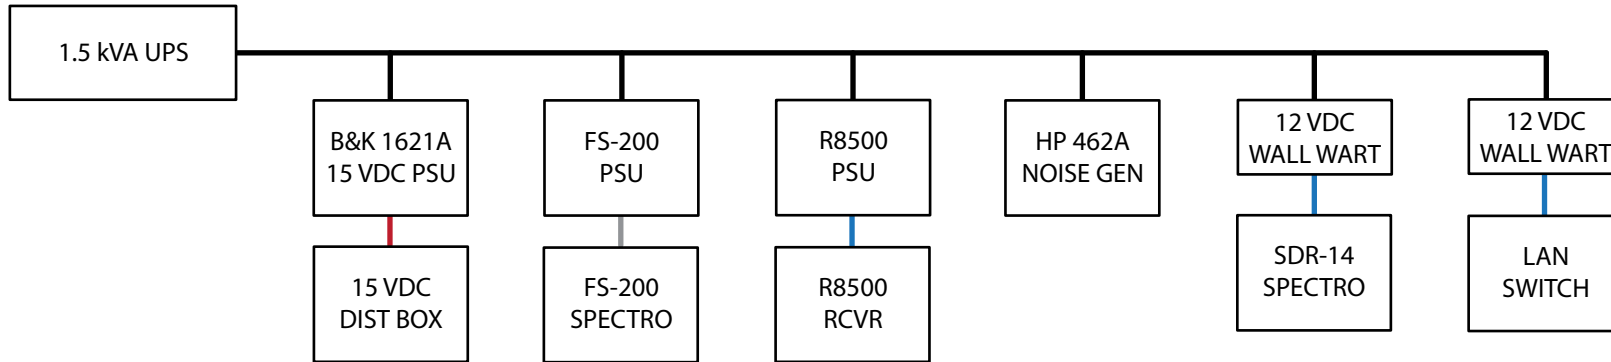 1.5 kVA UPS
B&K 1621A
15 VDC PSU
FS-200
PSU
R8500
PSU
HP 462A
NOISE GEN
12 VDC
WALL WART
12 VDC
WALL WART
15 VDC
DIST BOX
FS-200
SPECTRO
R8500
RCVR
SDR-14
SPECTRO
LAN
SWITCH